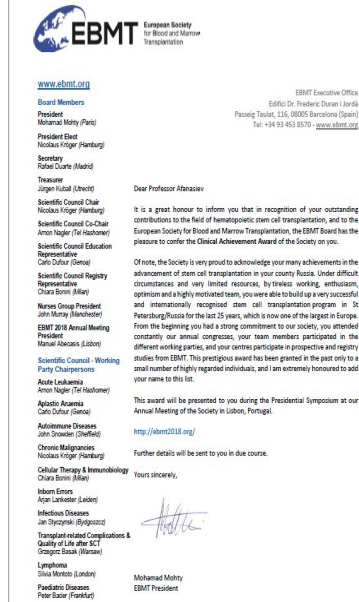 EBMT
European Society
for Blood and Marrow
Transplantation
www.ebmt.org
Board Members
President
Mohamad Mohty (Paris)
President Elect
Nicolaus Kröger (Hamburg)
Secretary
Rafael Duarte (Madrid)
Treasurer
Jürgen Kuball (Utrecht)
Scientific Council Chair
Nicolaus Kröger (Hamburg)
Scientific Council Co-Chair
Arnon Nagler (Tel Hashomer)
Scientific Council Education
Representative
Carlo Dufour (Genoa)
Scientific Council Registry
Representative
Chiara Bonini (Milan)
Nurses Group President
John Murray (Manchester)
EBMT 2018 Annual Meeting
President
Manuel Abecasis (Lisbon)
Scientific Council - Working
Party Chairpersons
Acute Leukaemia
Arnon Nagler (Tel Hashomer)
Aplastic Anaemia
Carlo Dufour (Genoa)
Autoimmune Diseases
John Snowden (Sheffield)
Chronic Malignancies
Nicolaus Kröger (Hamburg)
Cellular Therapy & Immunobiology
Chiara Bonini (Milan)
Inborn Errors
Arjan Lankester (Leiden)
Infectious Diseases
Jan Styczynski (Bydgoszcz)
Transplant-related Complications &
Quality of Life after SCT
Grzegorz Basak (Warsaw)
Lymphoma
Silvia Montoto (London)
Paediatric Diseases
Peter Bader (Frankfurt)
EBMT Executive Office
Edifici Dr. Frederic Duran i Jordà
Passeig Taulat, 116, 08005 Barcelona (Spain)
Tel: +34 93 453 8570 - www.ebmt.org
Dear Professor Afanasiev
It is a great honour to inform you that in recognition of your outstanding
contributions to the field of hematopoietic stem cell transplantation, and to the
European Society for Blood and Marrow Transplantation, the EBMT Board has the
pleasure to confer the Clinical Achievement Award of the Society on you.
Of note, the Society is very proud to acknowledge your many achievements in the
advancement of stem cell transplantation in your county Russia. Under difficult
circumstances and very limited resources, by tireless working, enthusiasm,
optimism and a highly motivated team, you were able to build up a very successful
and internationally recognised stem cell transplantation program in St
Petersburg/Russia for the last 25 years, which is now one of the largest in Europe.
From the beginning you had a strong commitment to our society, you attended
constantly our annual congresses, your team members participated in the
different working parties, and your centres participate in prospective and registry
studies from EBMT. This prestigious award has been granted in the past only to a
small number of highly regarded individuals, and I am extremely honoured to add
your name to this list.
This award will be presented to you during the Presidential Symposium at our
Annual Meeting of the Society in Lisbon, Portugal.
http://ebmt2018.org/
Further details will be sent to you in due course.
Yours sincerely,
Mohamad Mohty
EBMT President